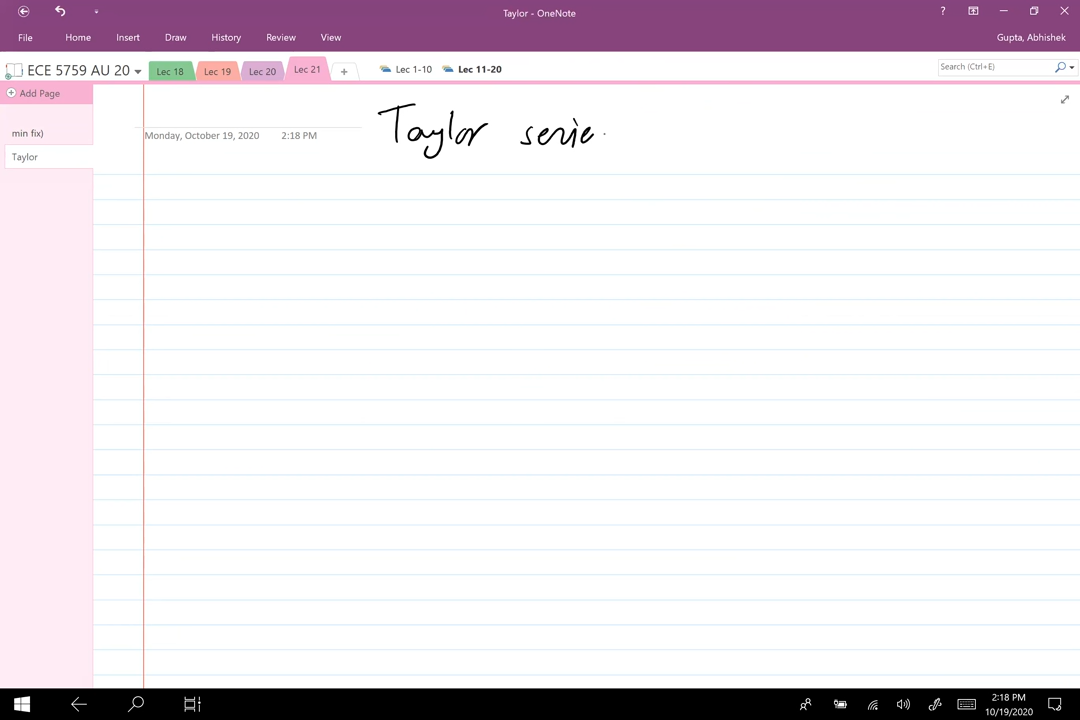 Taylor - OneNote
?
File Home Insert Draw History Review View
Gupta, Abhishek
ECE 5759 AU 20
Lec 18
Lec 19
Lec 20
Lec 21
+
Lec 1-10
Lec 11-20
Search (Ctrl+E)
Add Page
min fix)
Taylor
Monday, October 19, 2020 2:18 PM
Taylor serie
2:18 PM
10/19/2020